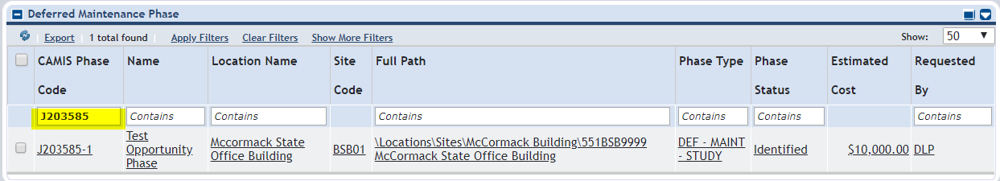 Deferred Maintenance Phase
Export 1 total found Apply Filters Clear Filters Show More Filters Show: 50
CAMIS Phase Code Name Location Name Site Code Full Path Phase Type Phase Status Estimated Cost Requested By
J203585 Contains Contains Contains Contains Contains Contains
J203585-1 Test Opportunity Phase Mccormack State Office Building BSB01 \Locations\Sites\McCormack Building\551BSB9999 McCormack State Office Building DEF - MAINT - STUDY Identified $10,000.00 DLP